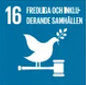 16 FREDLIGA OCH INKLU-
DERANDE SAMHÄLLEN